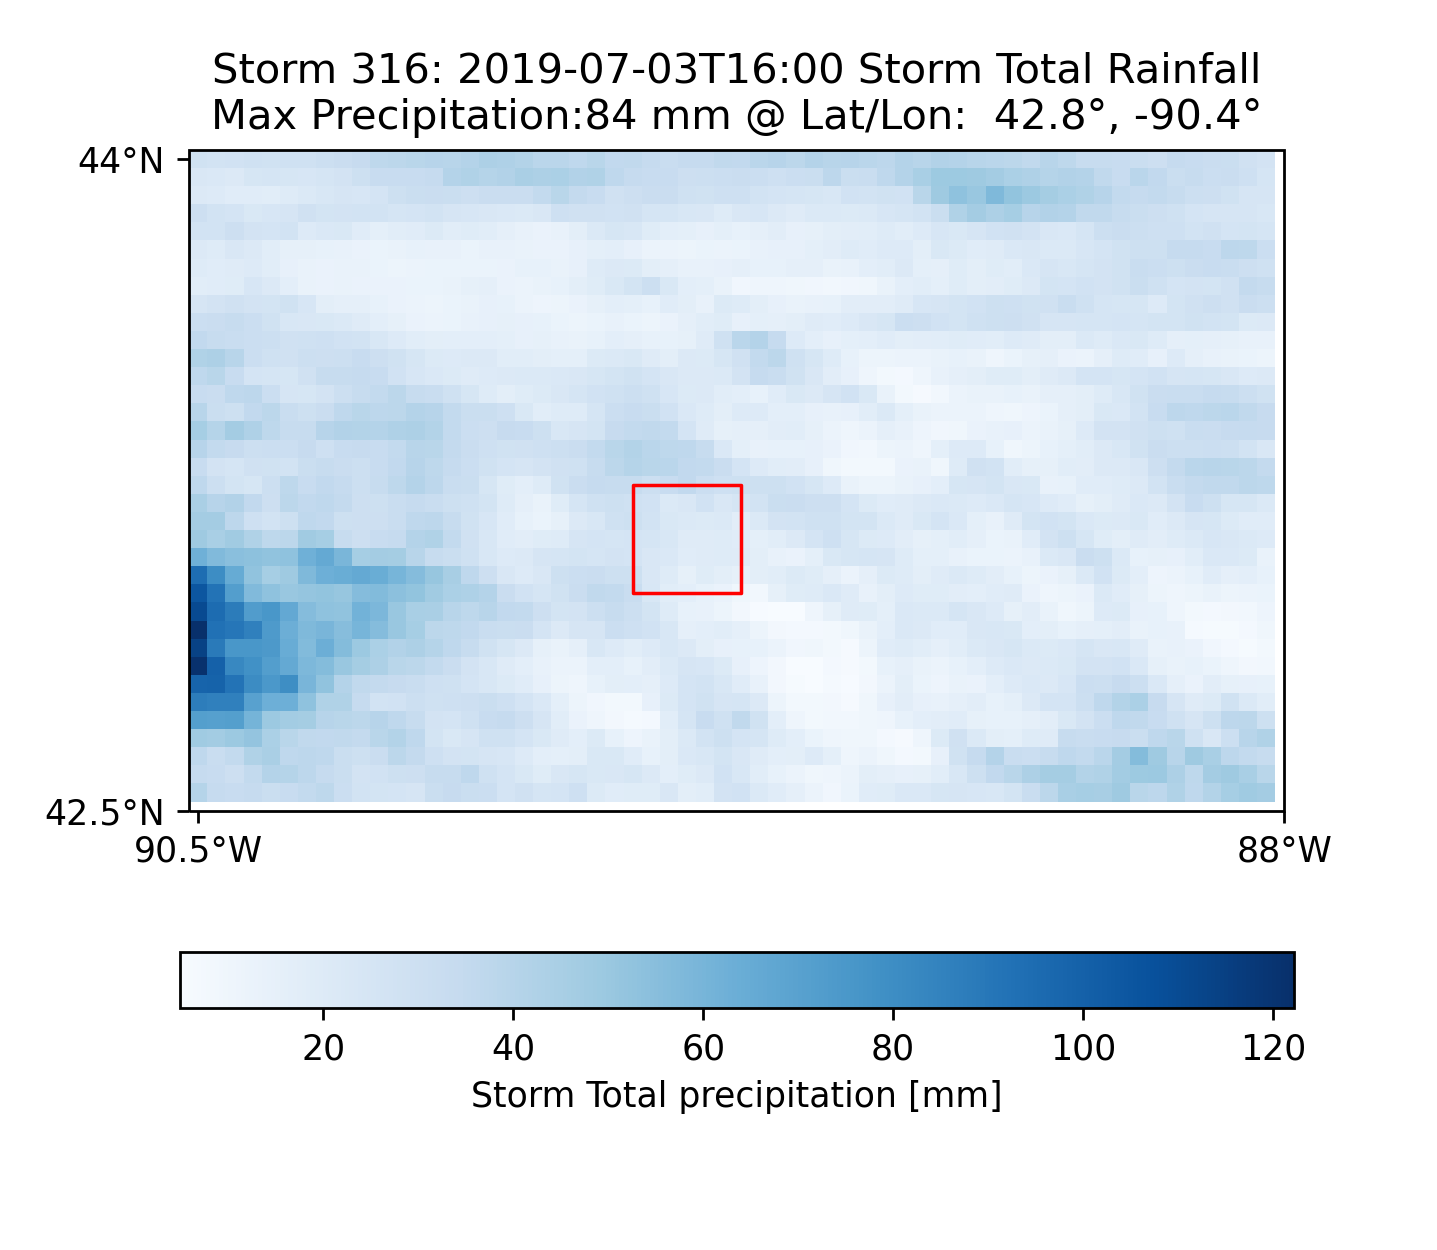 Storm 316: 2019-07-03T16:00 Storm Total Rainfall
Max Precipitation:84 mm @ Lat/Lon:  42.8°, -90.4°
44°N
42.5°N
90.5°W 88°W
20 40 60 80 100 120
Storm Total precipitation [mm]